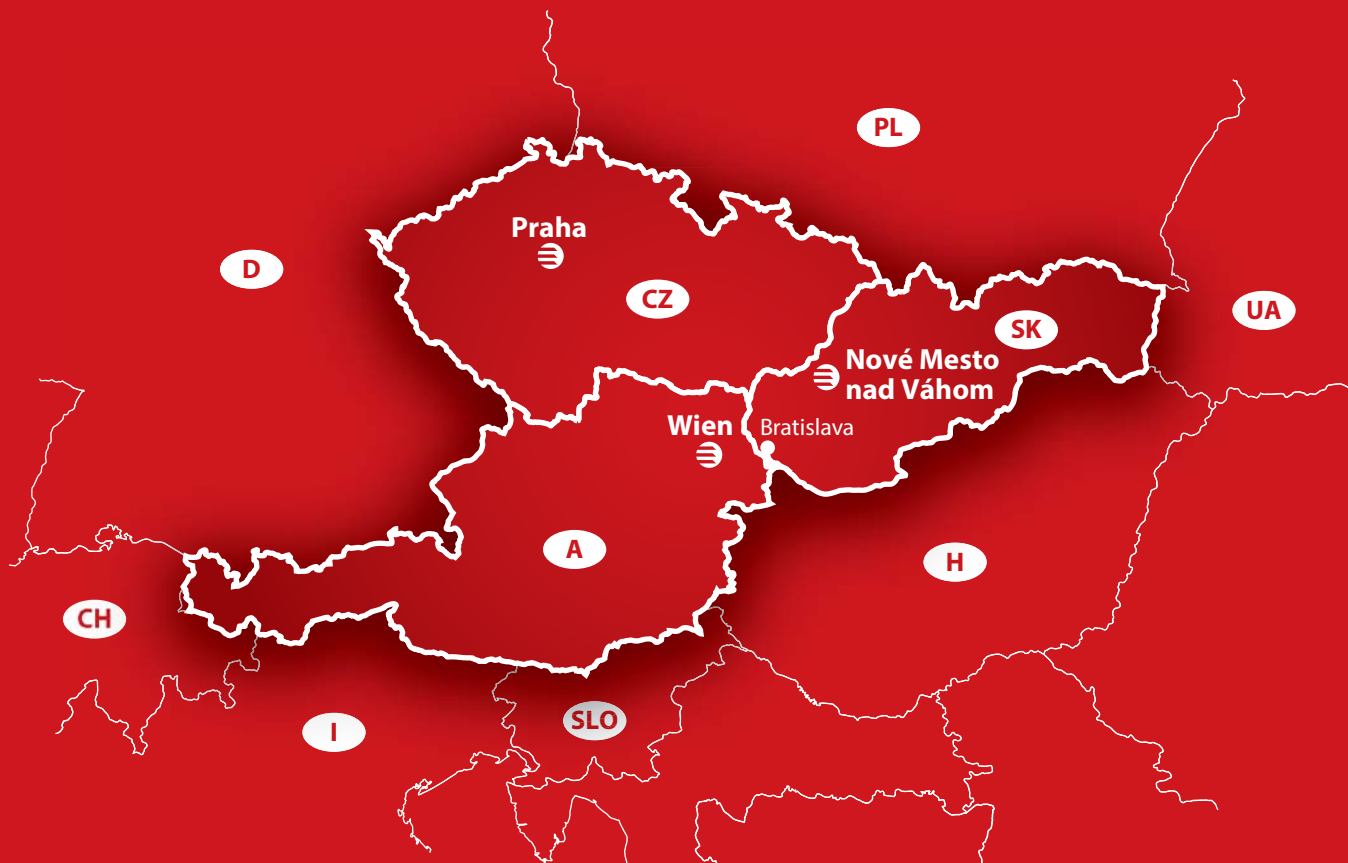 PL
Praha
D
CZ
UA
SK
Nové Mesto
nad Váhom
Wien
Bratislava
A
H
CH
SLO
I